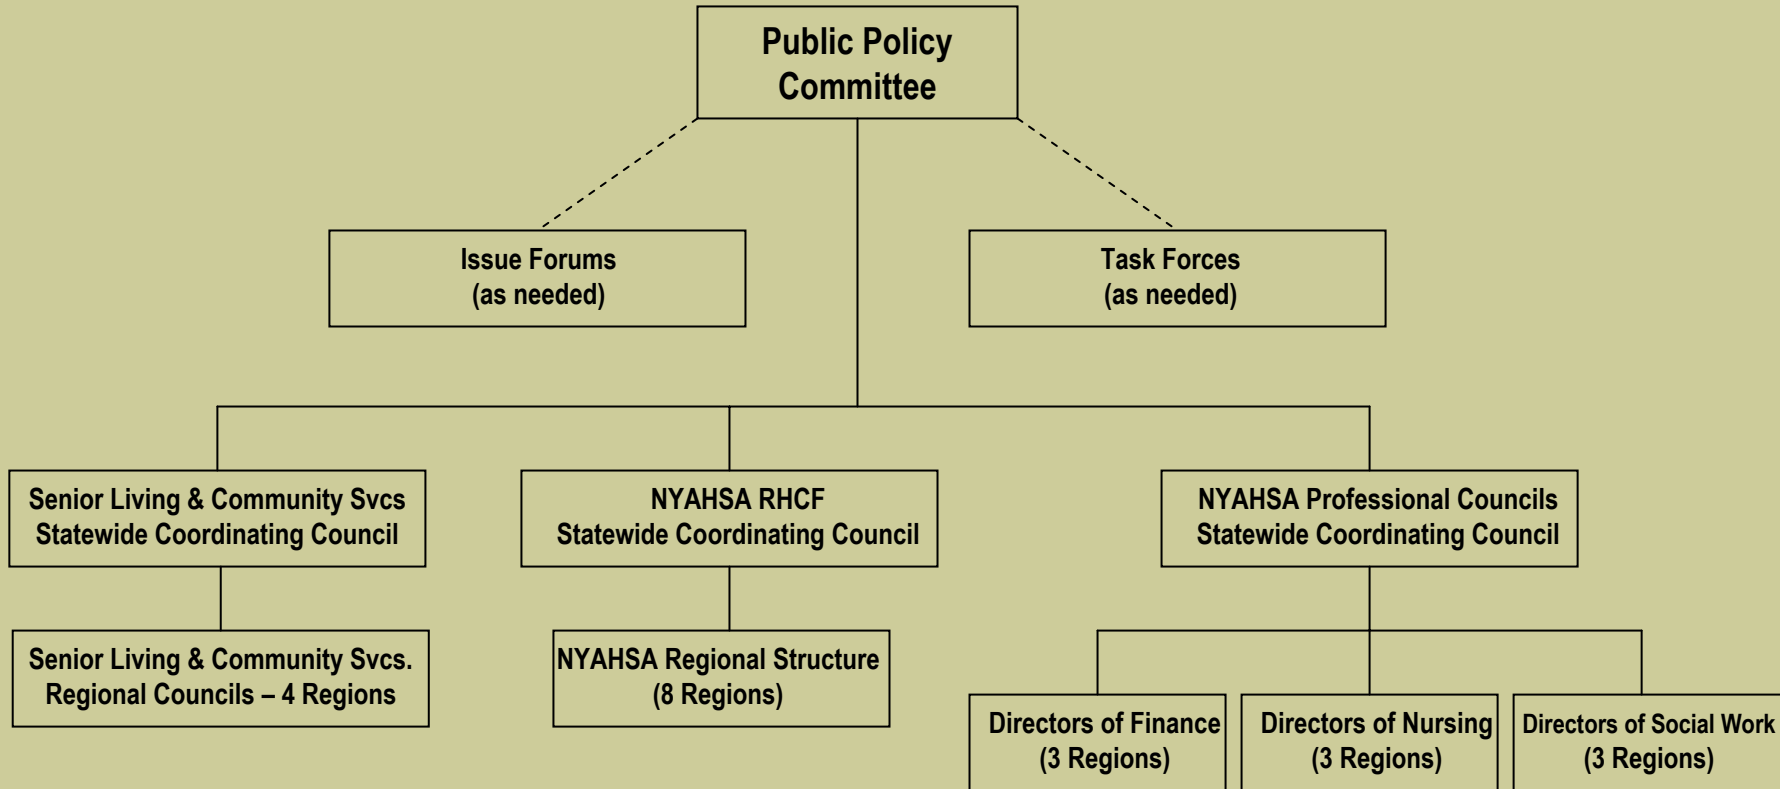 Public Policy
Committee
Issue Forums
(as needed)
Task Forces
(as needed)
Senior Living & Community Svcs
Statewide Coordinating Council
NYAHSA RHCF
Statewide Coordinating Council
NYAHSA Professional Councils
Statewide Coordinating Council
Senior Living & Community Svcs.
Regional Councils – 4 Regions
NYAHSA Regional Structure
(8 Regions)
Directors of Finance
(3 Regions)
Directors of Nursing
(3 Regions)
Directors of Social Work
(3 Regions)